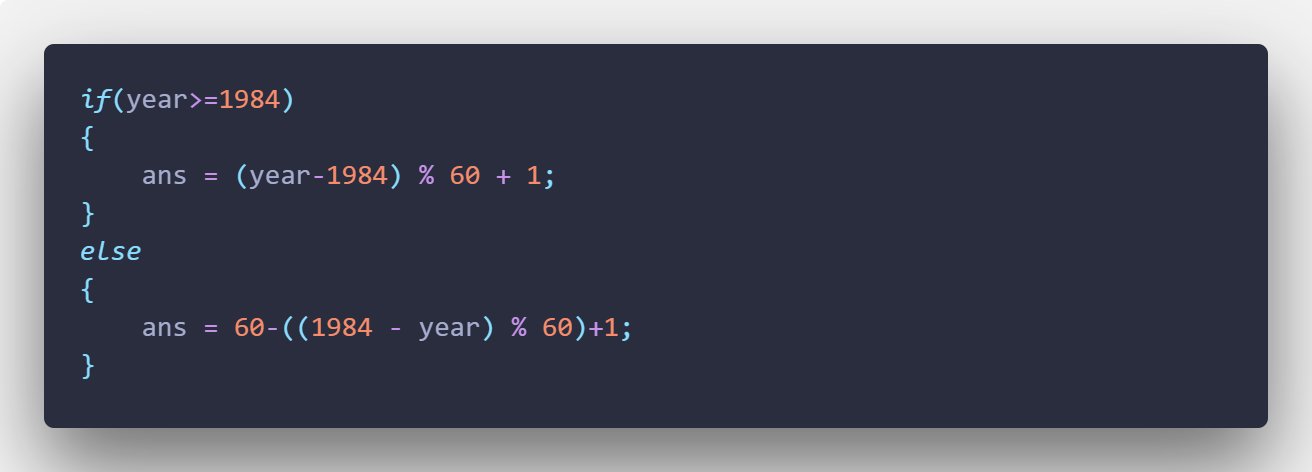 if(year>=1984)
{
    ans = (year-1984) % 60 + 1;
}
else
{
    ans = 60-((1984 - year) % 60)+1;
}